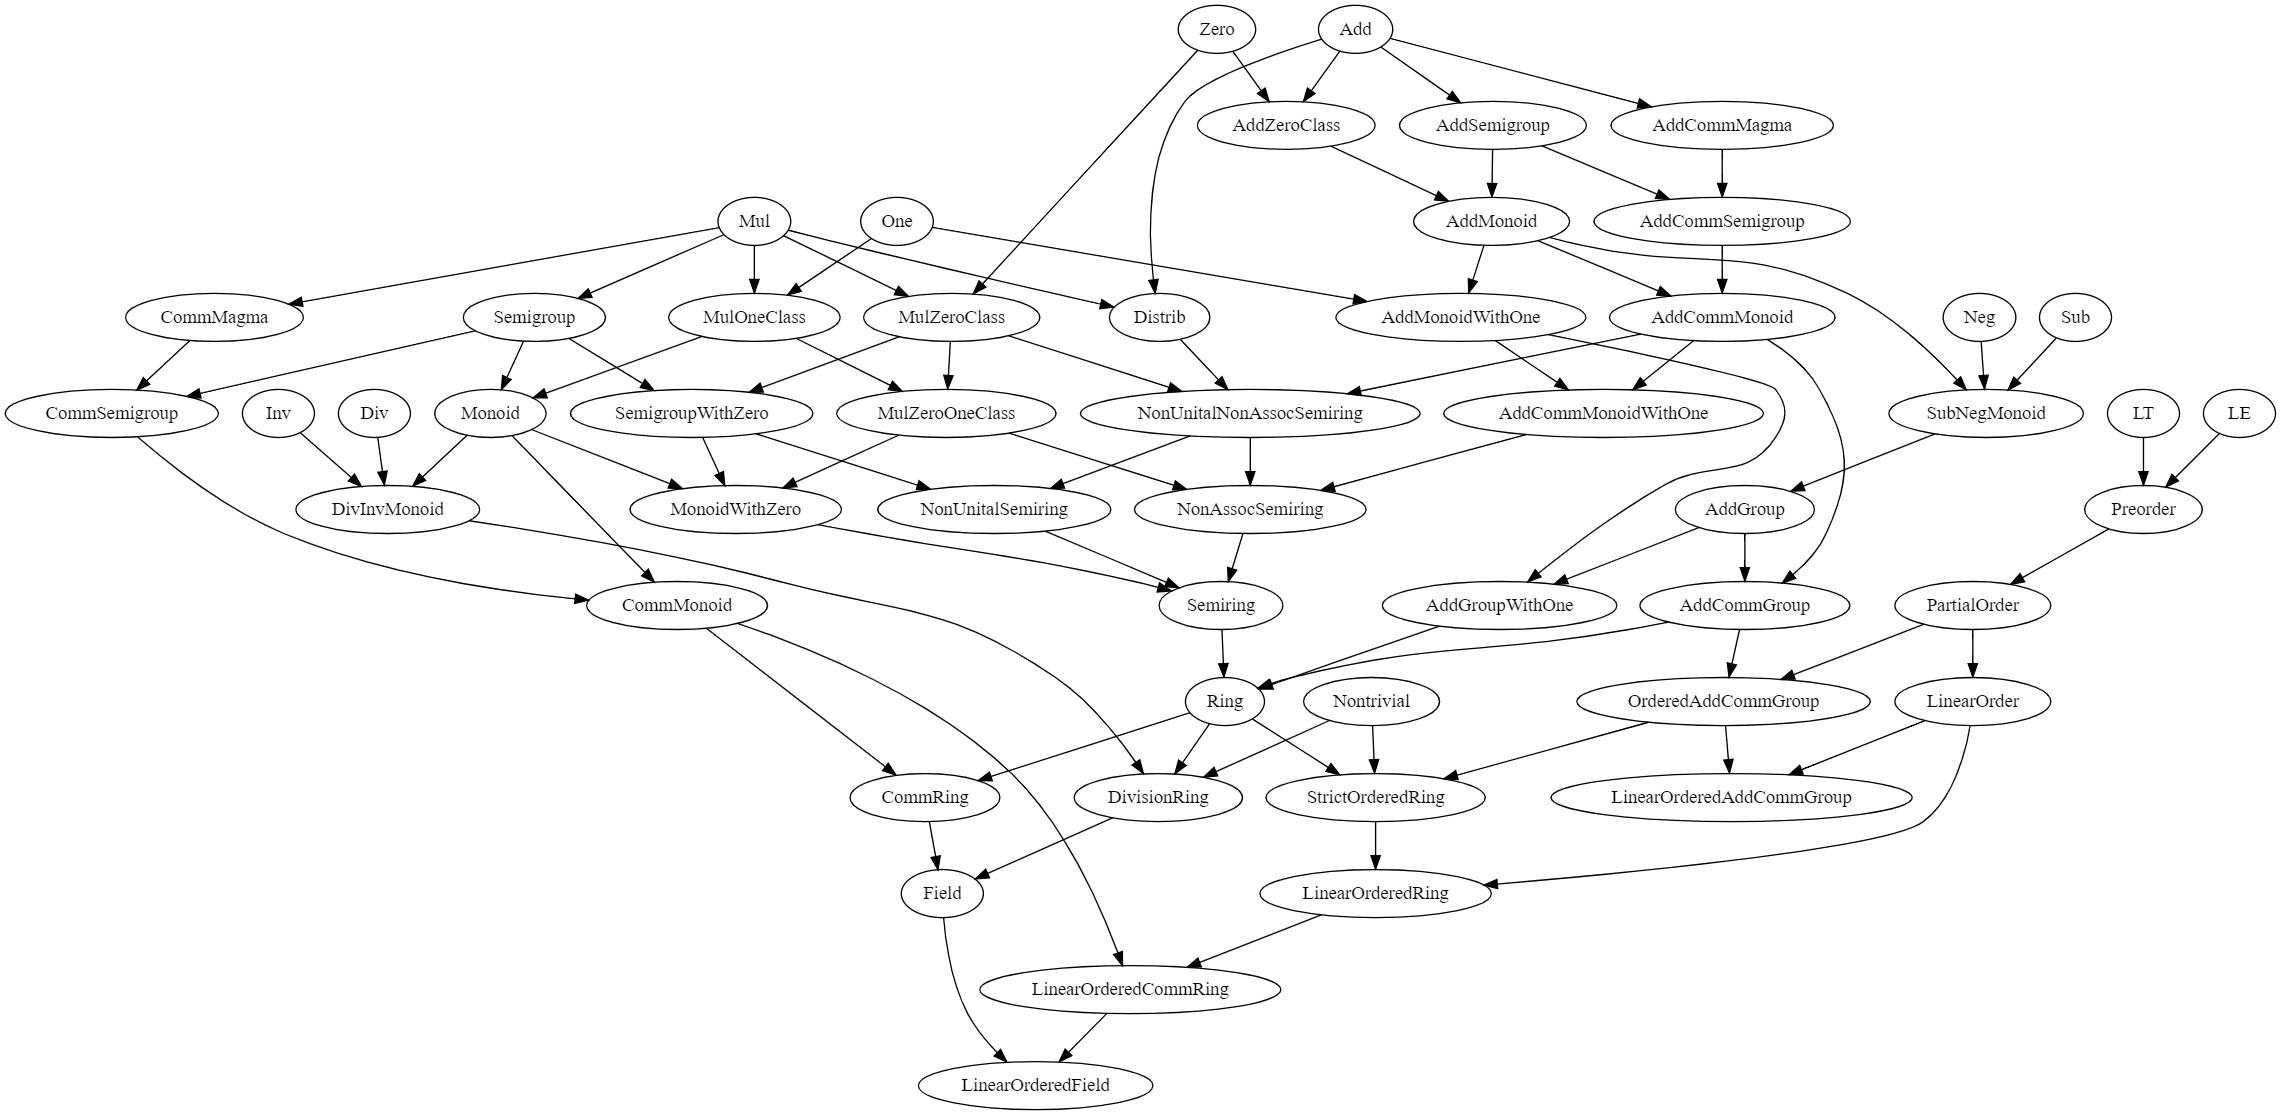 Zero
Add
AddZeroClass
AddSemigroup
AddCommMagma
Mul
One
AddMonoid
AddCommSemigroup
CommMagma
Semigroup
MulOneClass
MulZeroClass
Distrib
AddMonoidWithOne
AddCommMonoid
Neg
Sub
CommSemigroup
Inv
Div
Monoid
SemigroupWithZero
MulZeroOneClass
NonUnitalNonAssocSemiring
AddCommMonoidWithOne
SubNegMonoid
LT
LE
DivInvMonoid
MonoidWithZero
NonUnitalSemiring
NonAssocSemiring
AddGroup
Preorder
CommMonoid
Semiring
AddGroupWithOne
AddCommGroup
PartialOrder
Ring
Nontrivial
OrderedAddCommGroup
LinearOrder
CommRing
DivisionRing
StrictOrderedRing
LinearOrderedAddCommGroup
Field
LinearOrderedRing
LinearOrderedCommRing
LinearOrderedField